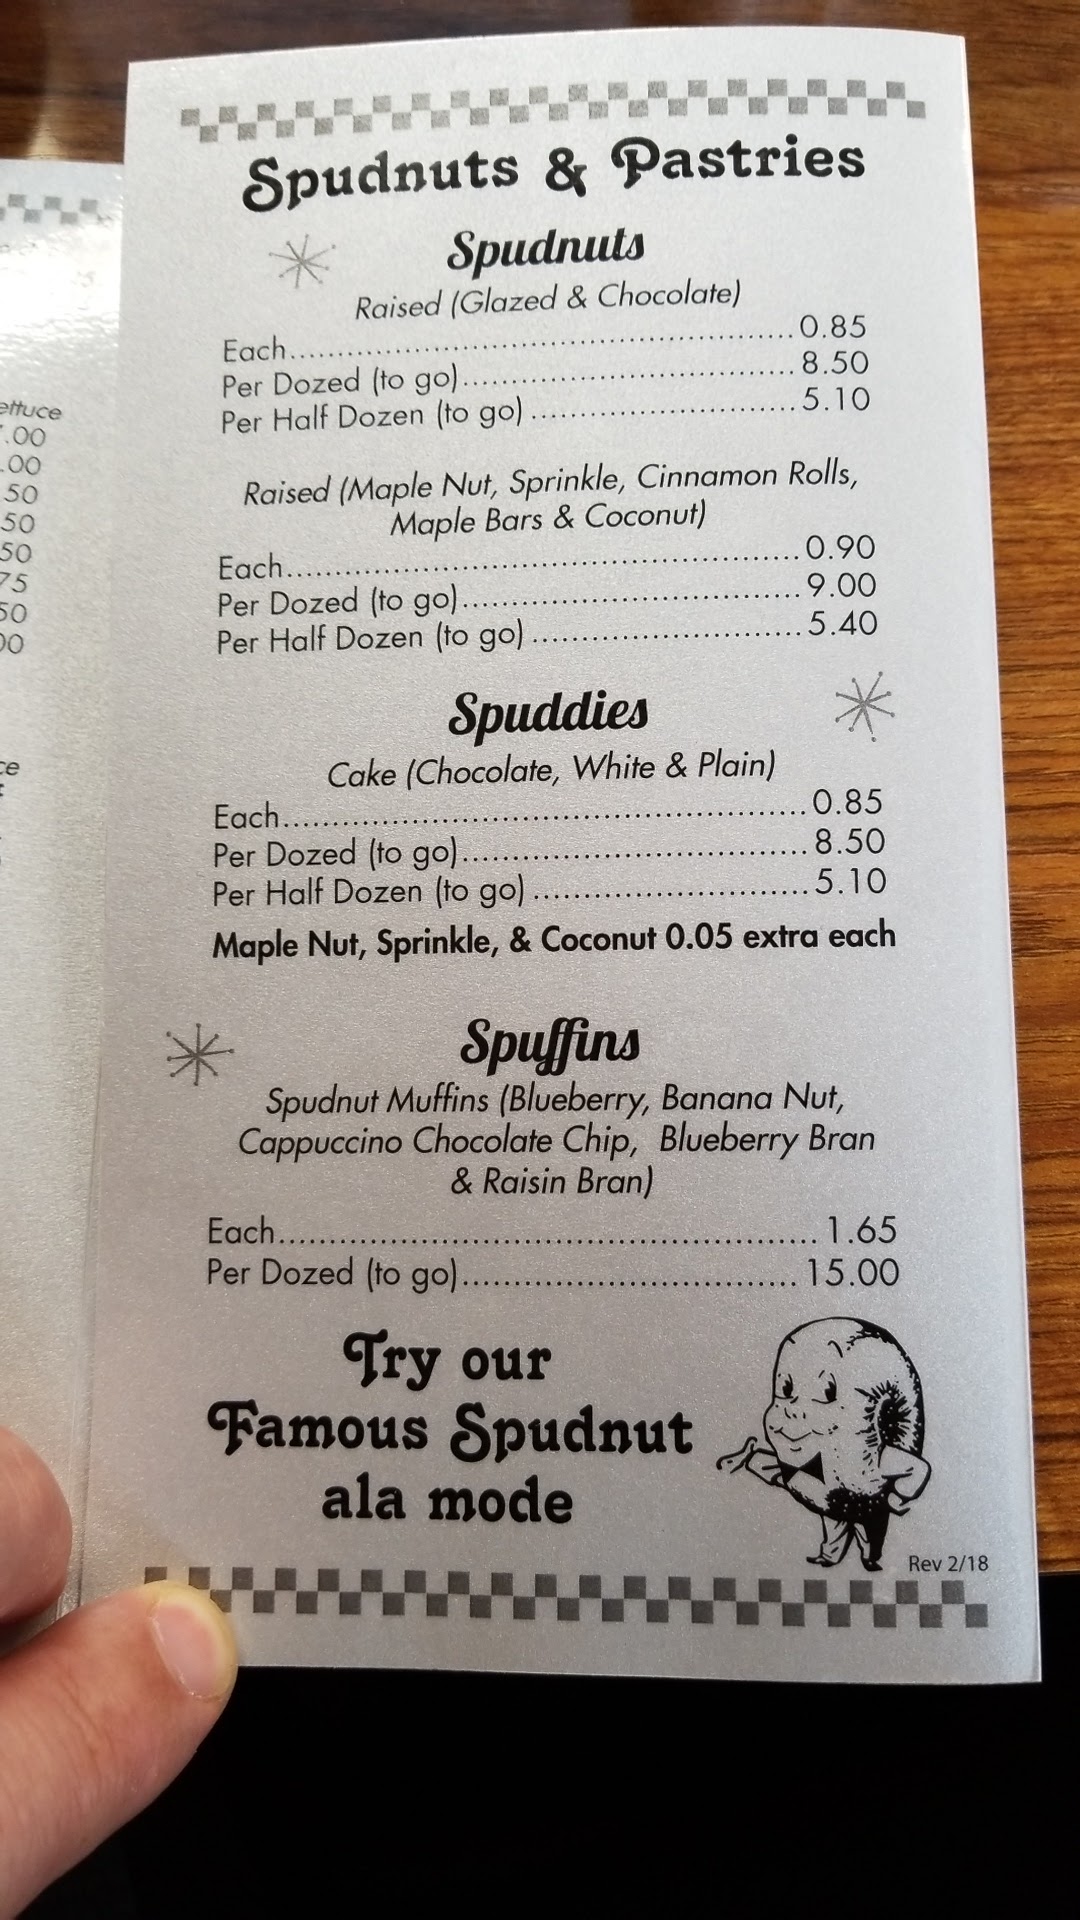 Spudnuts & Pastries
Spudnuts
Raised (Glazed & Chocolate)
Each.......................................................0.85
Per Dozed (to go)....................................8.50
Per Half Dozen (to go)............................5.10
Raised (Maple Nut, Sprinkle, Cinnamon Rolls,
Maple Bars & Coconut)
Each.......................................................0.90
Per Dozed (to go)....................................9.00
Per Half Dozen (to go)............................5.40
Spuddies
Cake (Chocolate, White & Plain)
Each.......................................................0.85
Per Dozed (to go)....................................8.50
Per Half Dozen (to go)............................5.10
Maple Nut, Sprinkle, & Coconut 0.05 extra each
Spuffins
Spudnut Muffins (Blueberry, Banana Nut,
Cappuccino Chocolate Chip, Blueberry Bran
& Raisin Bran)
Each.......................................................1.65
Per Dozed (to go)..................................15.00
Try our
Famous Spudnut
ala mode
Rev 2/18